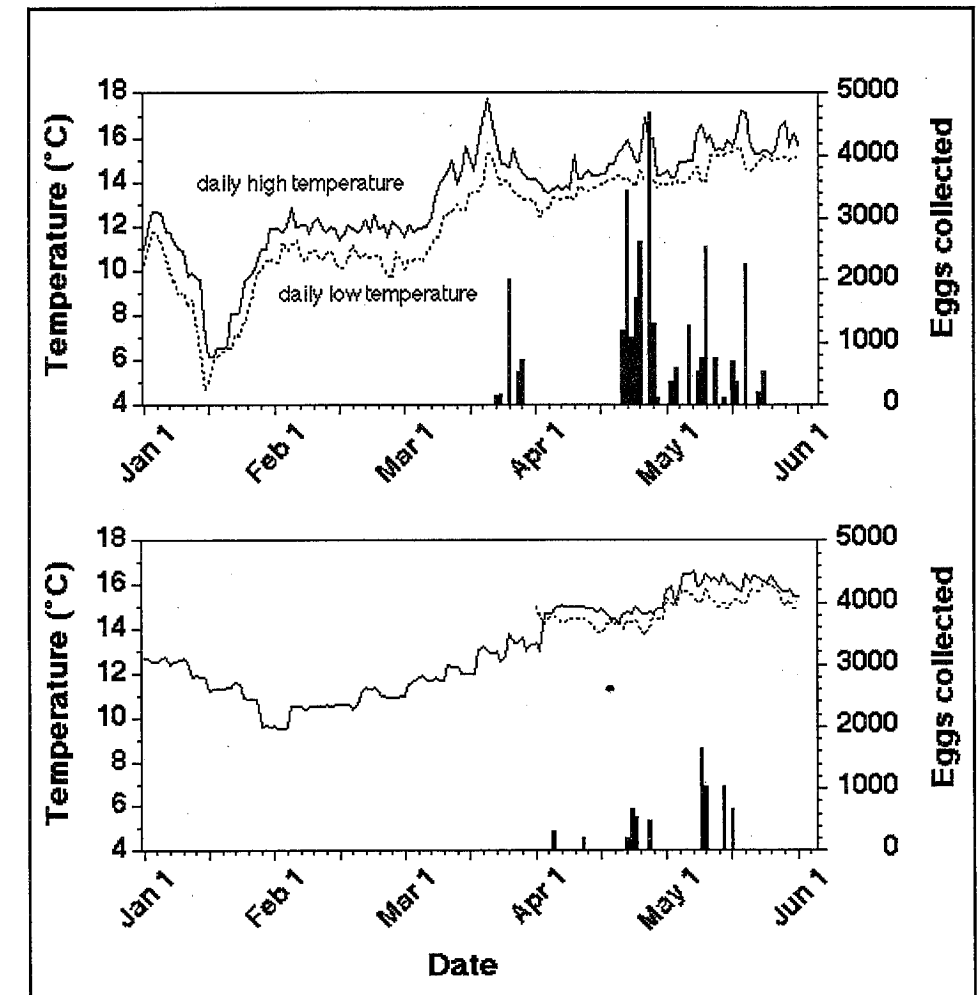 18
16
14
12
10
8
6
4
Temperature (°C)
daily high temperature
daily low temperature
5000
4000
3000
2000
1000
0
Eggs collected
Jan 1
Feb 1
Mar 1
Apr 1
May 1
Jun 1
18
16
14
12
10
8
6
4
Temperature (°C)
5000
4000
3000
2000
1000
0
Eggs collected
Jan 1
Feb 1
Mar 1
Apr 1
May 1
Jun 1
Date